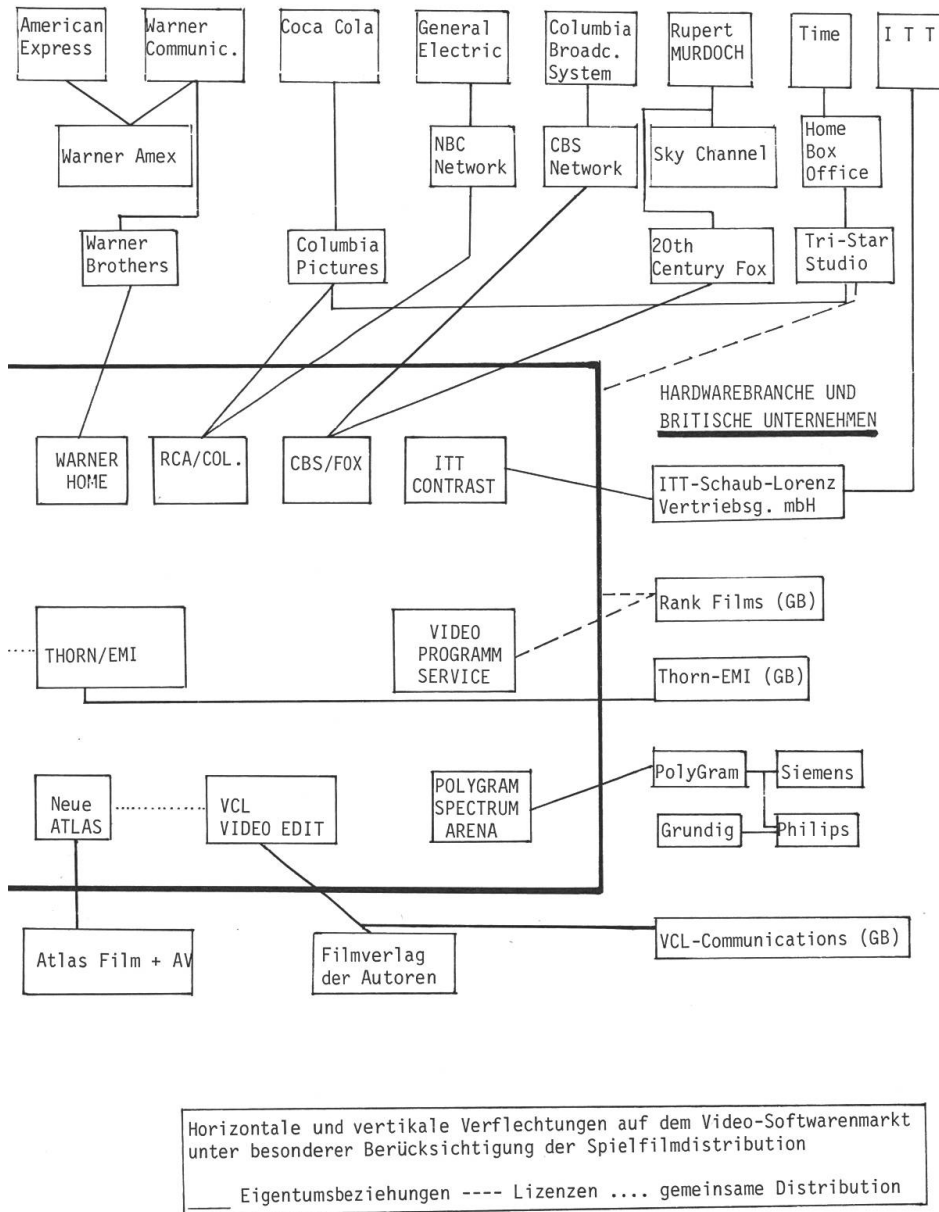 American
Express
Warner
Communic.
Coca Cola
General
Electric
Columbia
Broadc.
System
Rupert
MURDOCH
Time
I T T
Warner Amex
NBC
Network
CBS
Network
Sky Channel
Home
Box
Office
Warner
Brothers
Columbia
Pictures
20th
Century Fox
Tri-Star
Studio
HARDWAREBRANCHE UND
BRITISCHE UNTERNEHMEN
WARNER
HOME
RCA/COL.
CBS/FOX
ITT
CONTRAST
ITT-Schaub-Lorenz
Vertriebsg. mbH
Rank Films (GB)
THORN/EMI
VIDEO
PROGRAMM
SERVICE
Thorn-EMI (GB)
Neue
ATLAS
VCL
VIDEO EDIT
POLYGRAM
SPECTRUM
ARENA
PolyGram
Siemens
Grundig
Philips
Atlas Film + AV
Filmverlag
der Autoren
VCL-Communications (GB)
Horizontale und vertikale Verflechtungen auf dem Video-Softwarenmarkt
unter besonderer Berücksichtigung der Spielfilmdistribution
____ Eigentumsbeziehungen ---- Lizenzen .... gemeinsame Distribution